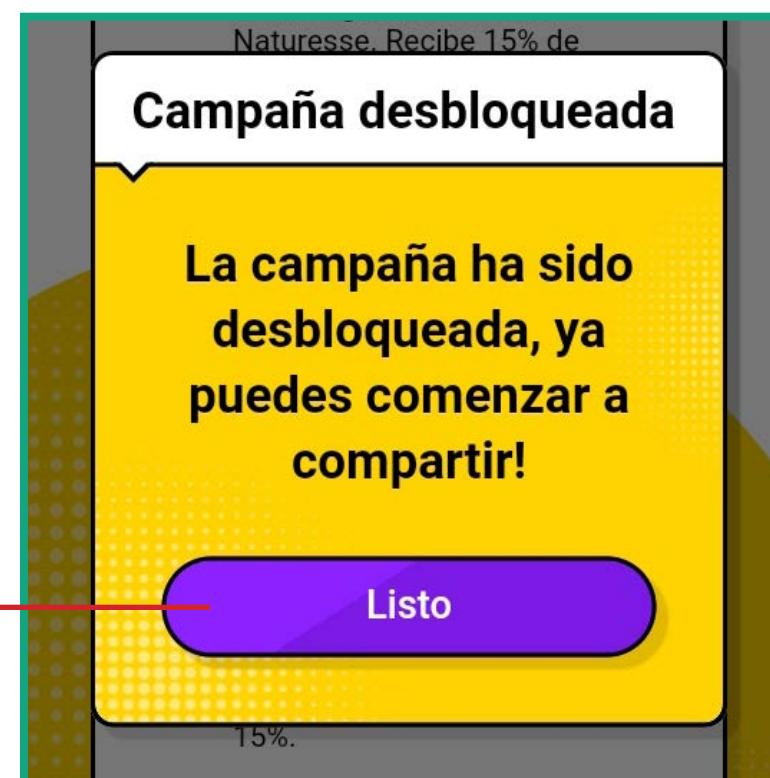 Naturesse. Recibe 15% de
Campaña desbloqueada
La campaña ha sido
desbloqueada, ya
puedes comenzar a
compartir!
Listo
15%.